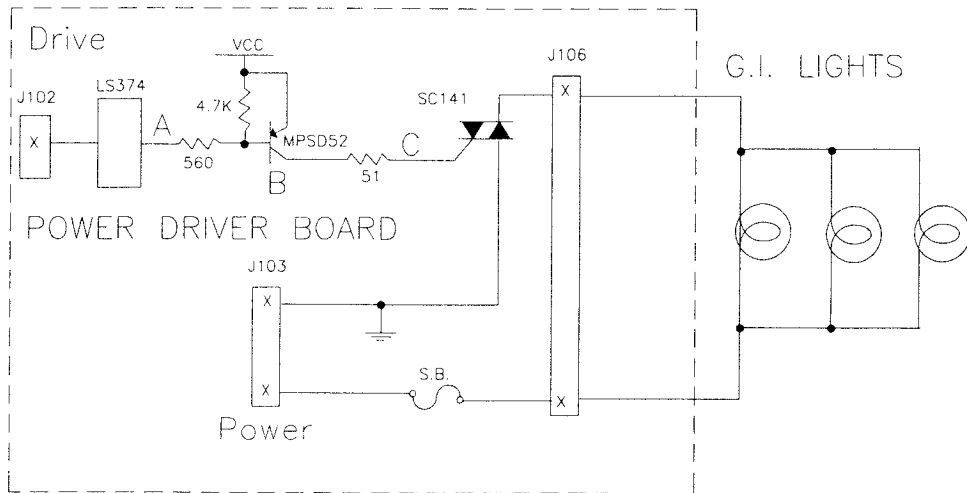 Drive
VCC
J106
G.I. LIGHTS
J102
LS374
4.7K
SC141
X
X
A
560
MPSD52
B
51
C
POWER DRIVER BOARD
J103
X
X
S.B.
X
Power